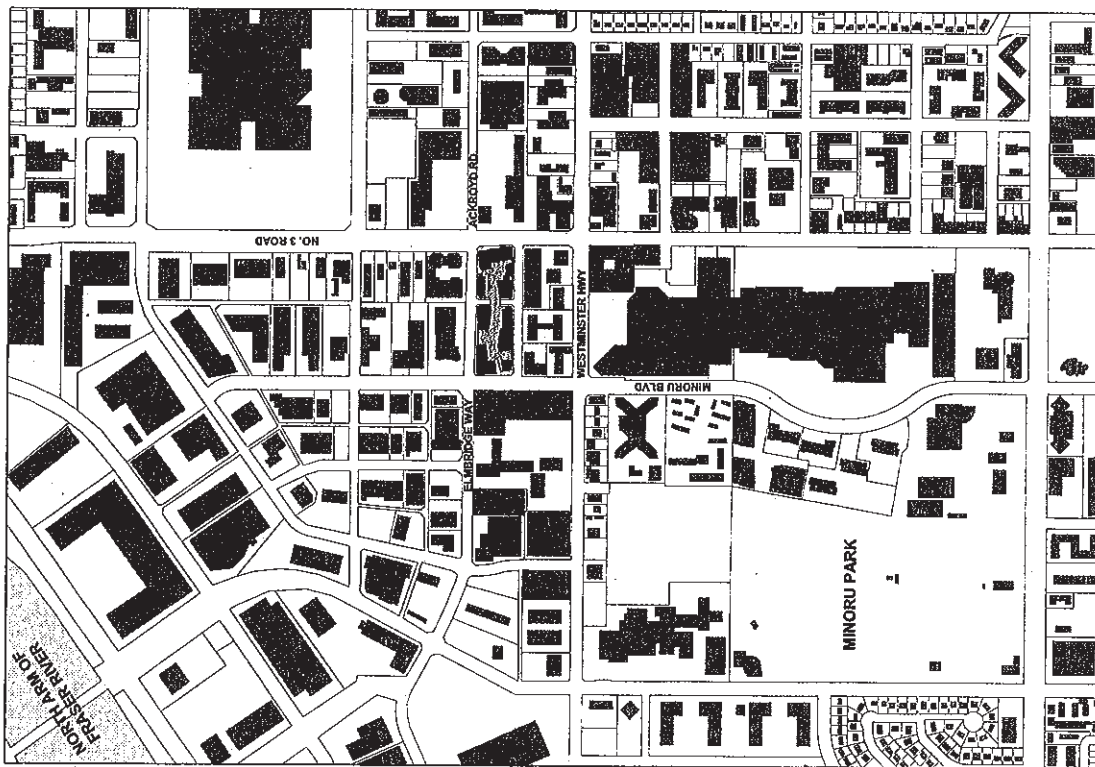 NO. 3 ROAD
ACKROYD RD.
WESTMINSTER HWY
MINORU BLVD
ELMBRIDGE WAY
MINORU PARK
NORTH ARM OF
FRASER RIVER